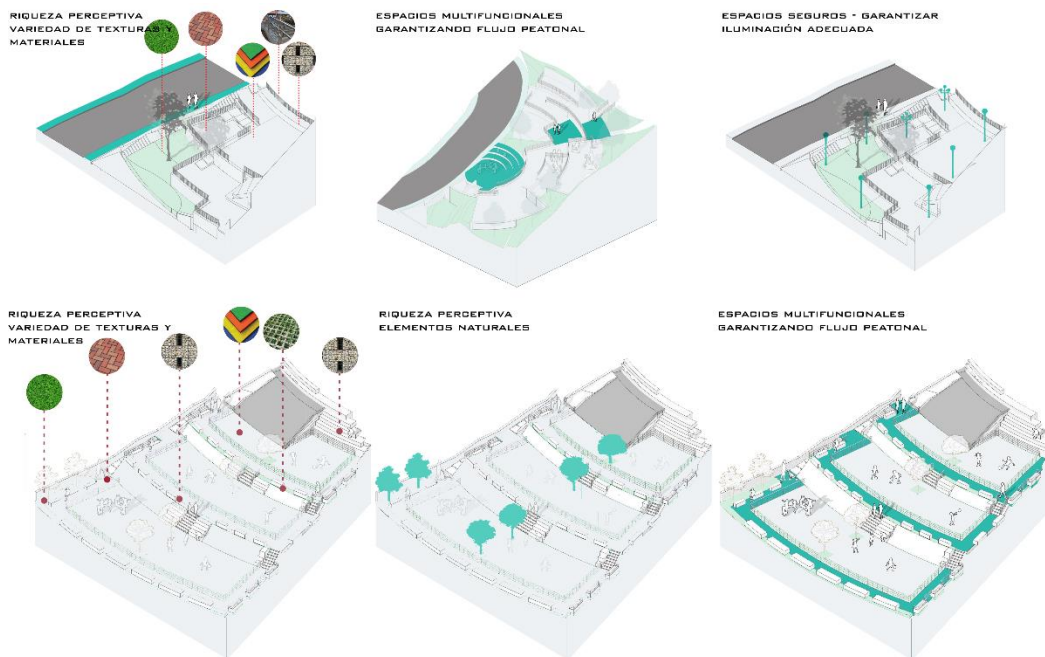 RIQUEZA PERCEPTIVA
VARIEDAD DE TEXTURAS Y
MATERIALES
ESPACIOS MULTIFUNCIONALES
GARANTIZANDO FLUJO PEATONAL
ESPACIOS SEGUROS - GARANTIZAR
ILUMINACIÓN ADECUADA
RIQUEZA PERCEPTIVA
VARIEDAD DE TEXTURAS Y
MATERIALES
RIQUEZA PERCEPTIVA
ELEMENTOS NATURALES
ESPACIOS MULTIFUNCIONALES
GARANTIZANDO FLUJO PEATONAL